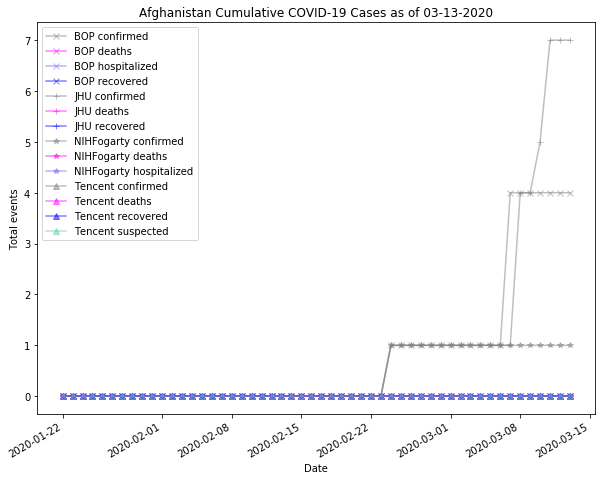 Afghanistan Cumulative COVID-19 Cases as of 03-13-2020
7
6
5
4
3
2
1
0
Total events
BOP confirmed
BOP deaths
BOP hospitalized
BOP recovered
JHU confirmed
JHU deaths
JHU recovered
NIHFogarty confirmed
NIHFogarty deaths
NIHFogarty hospitalized
Tencent confirmed
Tencent deaths
Tencent recovered
Tencent suspected
2020-01-22
2020-02-01
2020-02-08
2020-02-15
2020-02-22
2020-03-01
2020-03-08
2020-03-15
Date